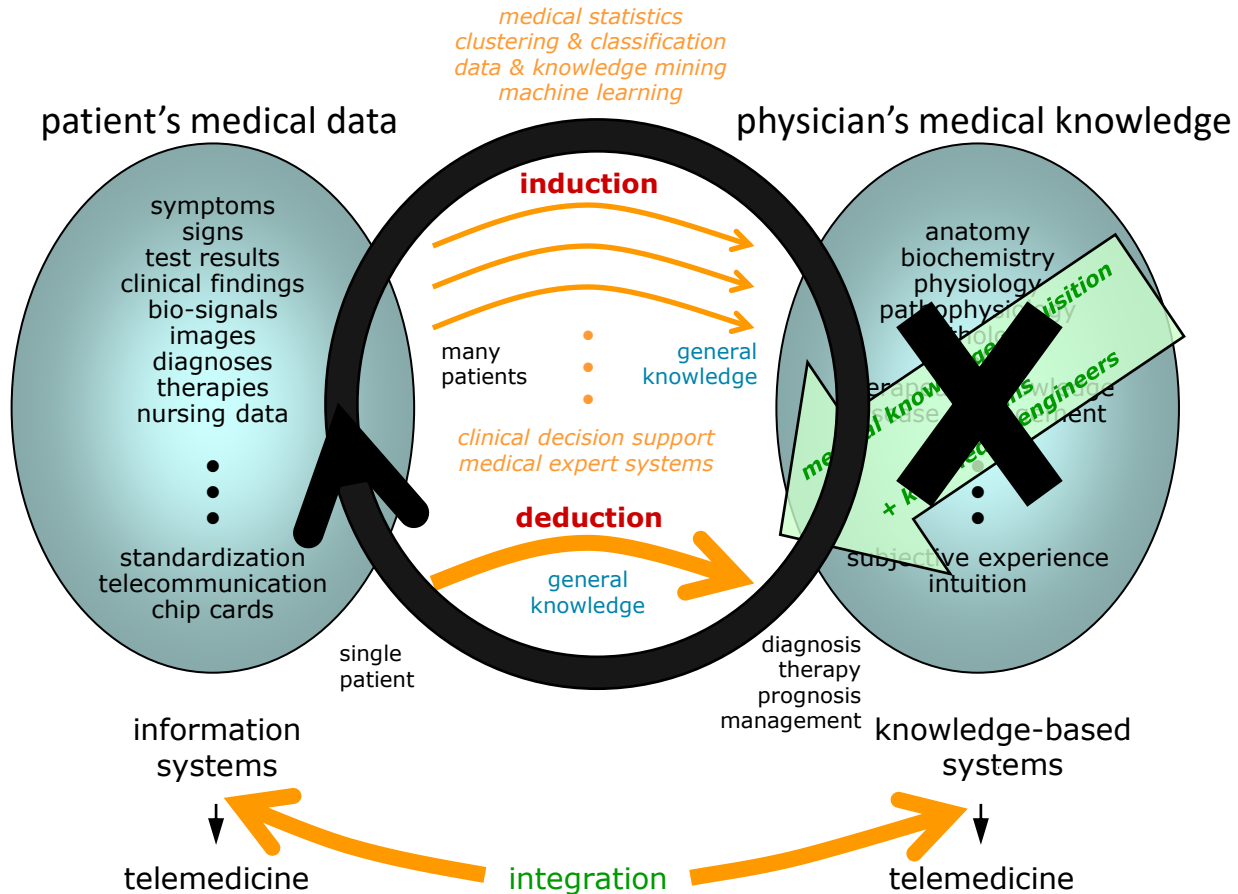 medical statistics
clustering & classification
data & knowledge mining
machine learning
patient's medical data
physician's medical knowledge
symptoms
signs
test results
clinical findings
bio-signals
images
diagnoses
therapies
nursing data
standardization
telecommunication
chip cards
induction
many
patients
general
knowledge
clinical decision support
medical expert systems
deduction
general
knowledge
single
patient
diagnosis
therapy
prognosis
management
anatomy
biochemistry
physiology
pathophysiology
subjective experience
intuition
engineers
information
systems
telemedicine
knowledge-based
systems
telemedicine
integration